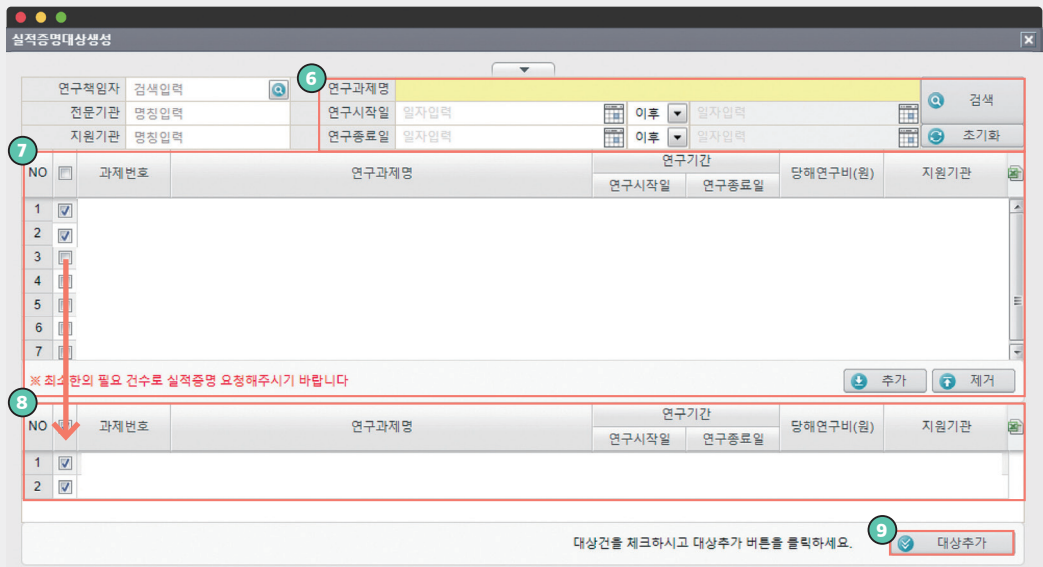 실적증명대상생성
6
연구책임자 검색입력 연구과제명 검색
전문기관 명칭입력 연구시작일 일자입력 이후 일자입력
지원기관 명칭입력 연구종료일 일자입력 이후 일자입력 초기화
7
NO 과제번호 연구과제명 연구기간 당해연구비(원) 지원기관
연구시작일 연구종료일
1
2
3
4
5
6
7
※ 최소한의 필요 건수로 실적증명 요청해주시기 바랍니다 추가 제거
8
NO 과제번호 연구과제명 연구기간 당해연구비(원) 지원기관
연구시작일 연구종료일
1
2
9
대상건을 체크하시고 대상추가 버튼을 클릭하세요. 대상추가